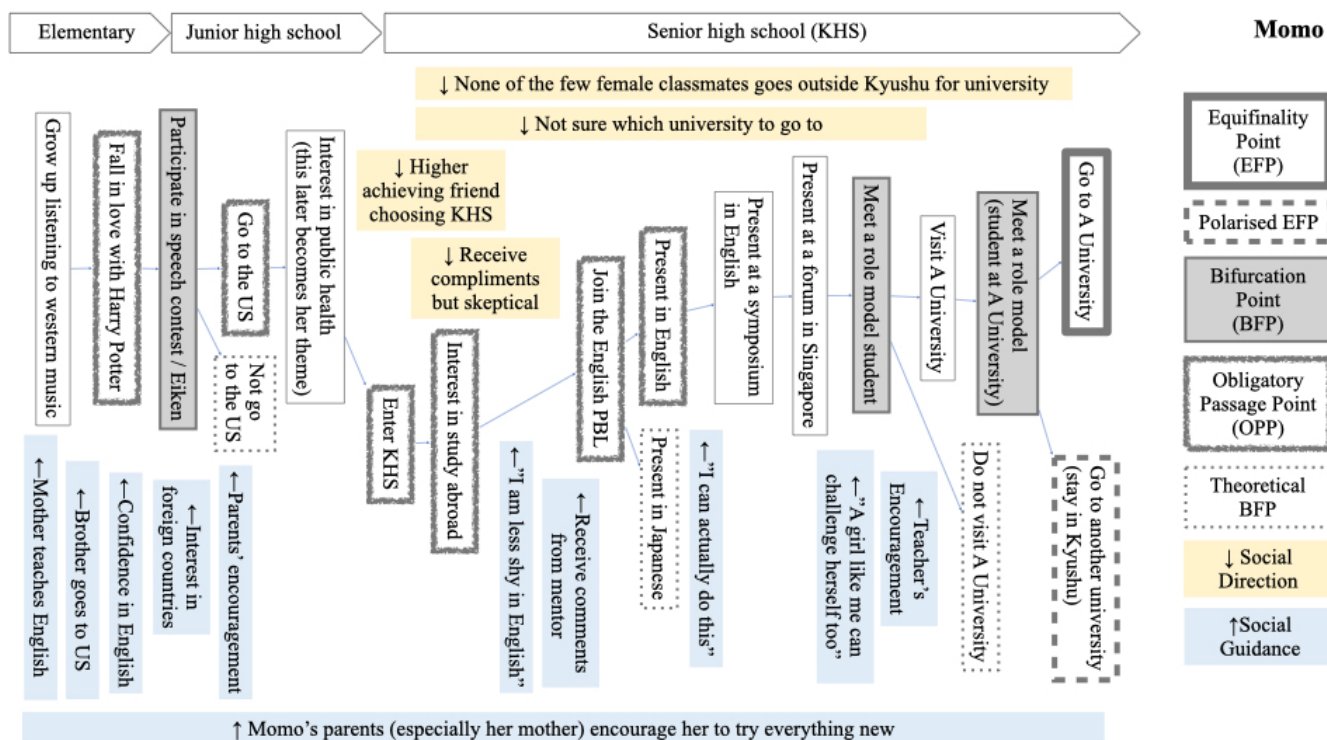 Elementary
Junior high school
Senior high school (KHS)
Momo
↓ None of the few female classmates goes outside Kyushu for university
↓ Not sure which university to go to
↓ Higher
achieving friend
choosing KHS
↓ Receive
compliments
but skeptical
Grow up listening to western music
Fall in love with Harry Potter
Participate in speech contest / Eiken
Go to the US
Not go
to the US
Interest in public health
(this later becomes her theme)
Enter KHS
Interest in study abroad
Join the English PBL
Present in English
Present in Japanese
Present at a symposium
in English
Present at a forum in Singapore
Meet a role model student
Visit A University
Do not visit A University
Meet a role model
(student at A University)
Go to A University
Go to another university
(stay in Kyushu)
←Mother teaches English
←Brother goes to US
←Confidence in English
←Interest in
foreign countries
←Parents’ encouragement
←”I am less shy in English”
←Receive comments
from mentor
←”I can actually do this”
←”A girl like me can
challenge herself too”
←Teacher’s
Encouragement
↑ Momo’s parents (especially her mother) encourage her to try everything new
Equifinality
Point
(EFP)
Polarised EFP
Bifurcation
Point
(BFP)
Obligatory
Passage Point
(OPP)
Theoretical
BFP
↓ Social
Direction
↑Social
Guidance